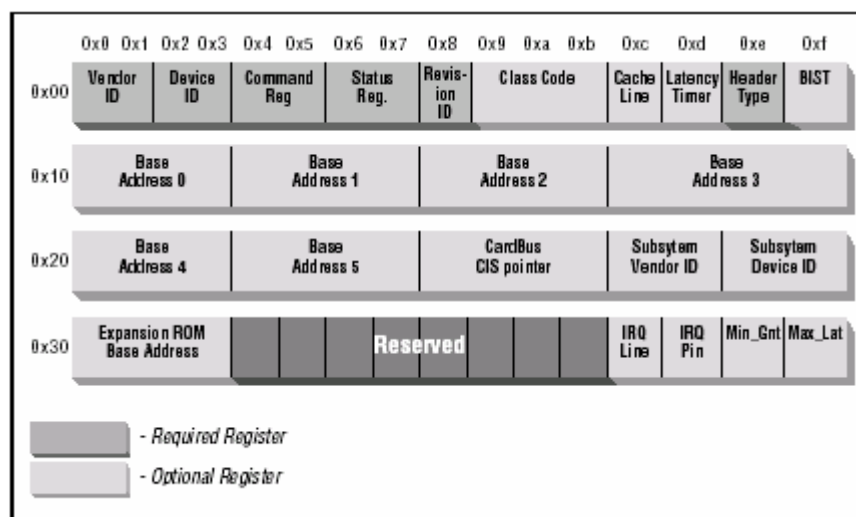 0x0 0x1 0x2 0x3 0x4 0x5 0x6 0x7 0x8 0x9 0xa 0xb 0xc 0xd 0xe 0xf
0x00
Vendor
ID
Device
ID
Command
Reg
Status
Reg.
Revis-
ion
ID
Class Code
Cache
Line
Latency
Timer
Header
Type
BIST
0x10
Base
Address 0
Base
Address 1
Base
Address 2
Base
Address 3
0x20
Base
Address 4
Base
Address 5
CardBus
CIS pointer
Subsytem
Vendor ID
Subsytem
Device ID
0x30
Expansion ROM
Base Address
Reserved
IRQ
Line
IRQ
Pin
Min_Gnt
Max_Lat
- Required Register
- Optional Register